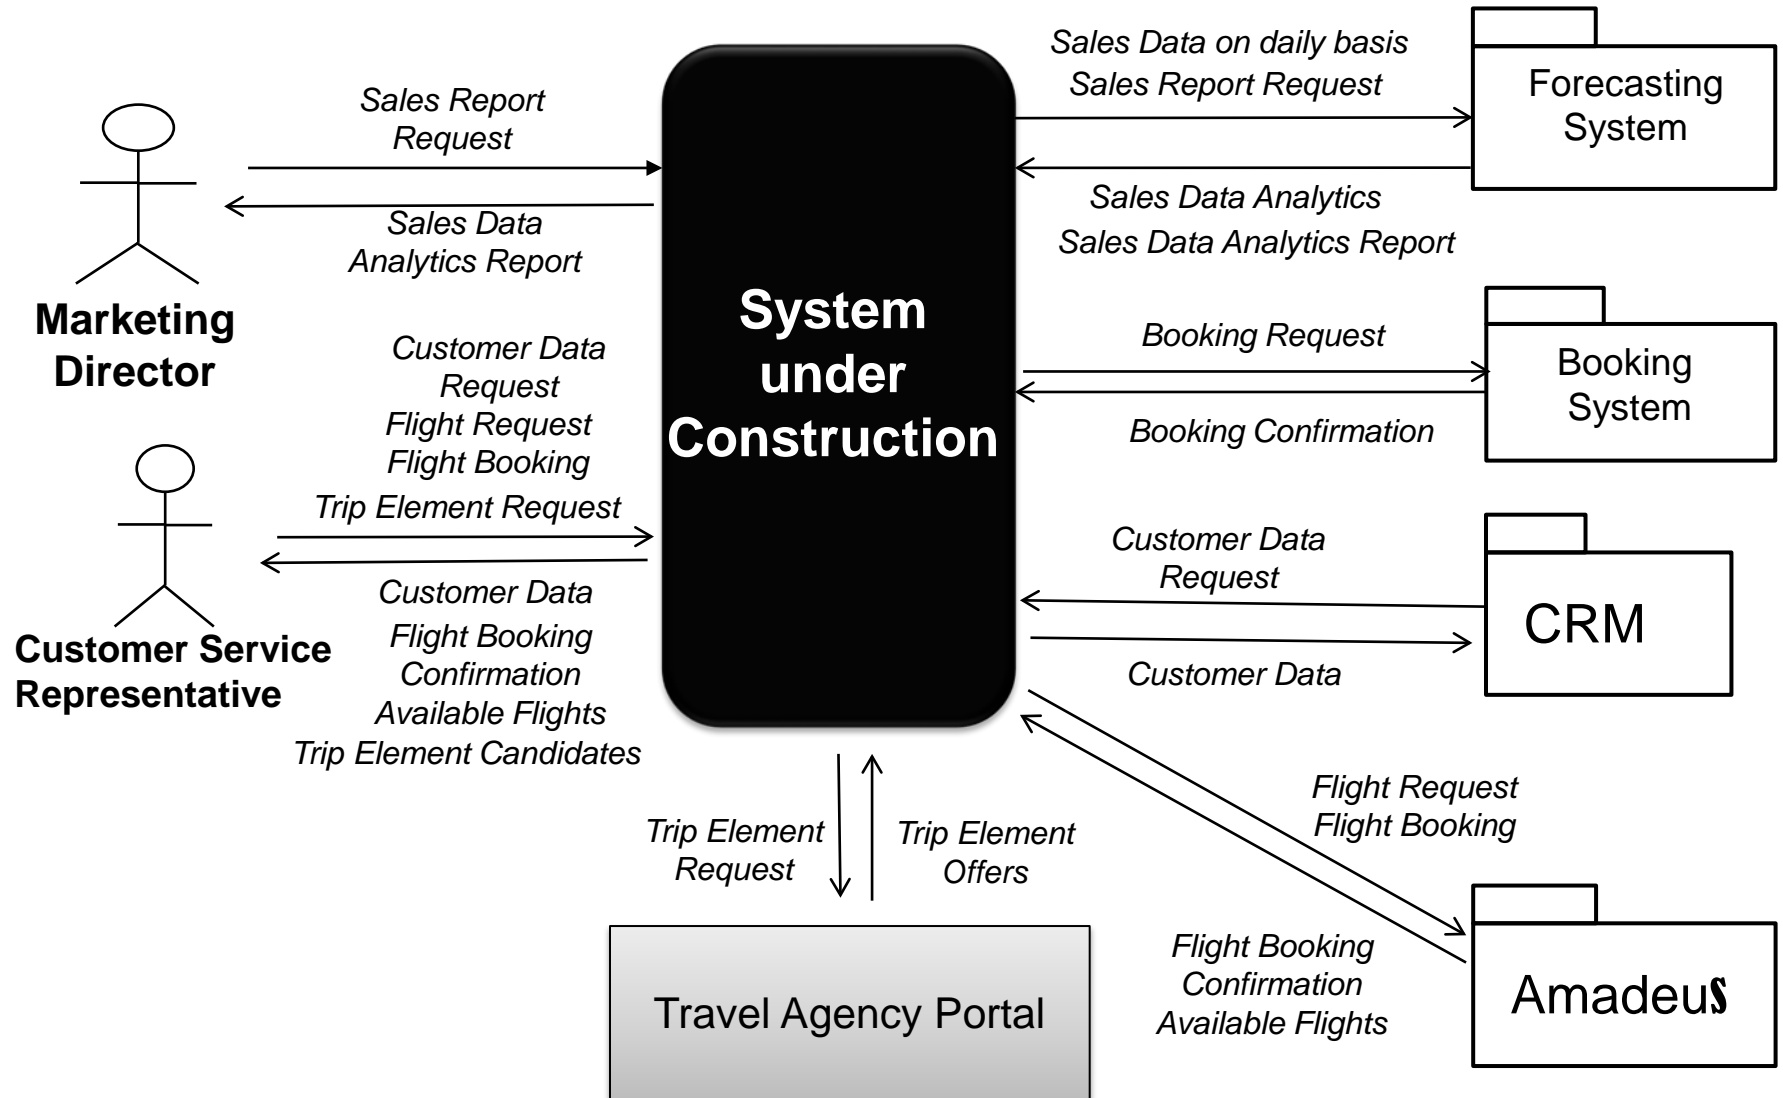 Sales Report
Request
Sales Data
Analytics Report
Marketing
Director
Customer Data
Request
Flight Request
Flight Booking
Trip Element Request
Customer Data
Flight Booking
Confirmation
Available Flights
Trip Element Candidates
Customer Service
Representative
System
under
Construction
Sales Data on daily basis
Sales Report Request
Sales Data Analytics
Sales Data Analytics Report
Forecasting
System
Booking Request
Booking Confirmation
Booking
System
Customer Data
Request
Customer Data
CRM
Flight Request
Flight Booking
Flight Booking
Confirmation
Available Flights
Amadeus
Trip Element
Request
Trip Element
Offers
Travel Agency Portal